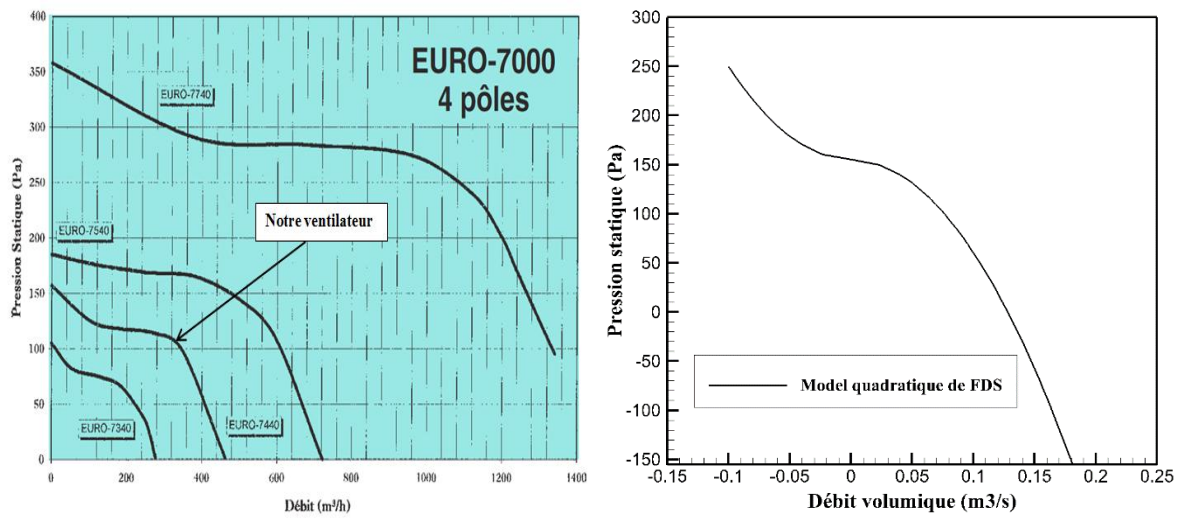 400
350
300
250
200
150
100
50
0
Pression Statique (Pa)
EURO-7000
4 pôles
EURO-7740
Notre ventilateur
EURO-7540
EURO-7340
EURO-7440
0 200 400 600 800 1000 1200 1400
Débit (m³/h)
300
250
200
150
100
50
0
-50
-100
-150
Pression statique (Pa)
Model quadratique de FDS
-0.15 -0.1 -0.05 0 0.05 0.1 0.15 0.2 0.25
Débit volumique (m3/s)